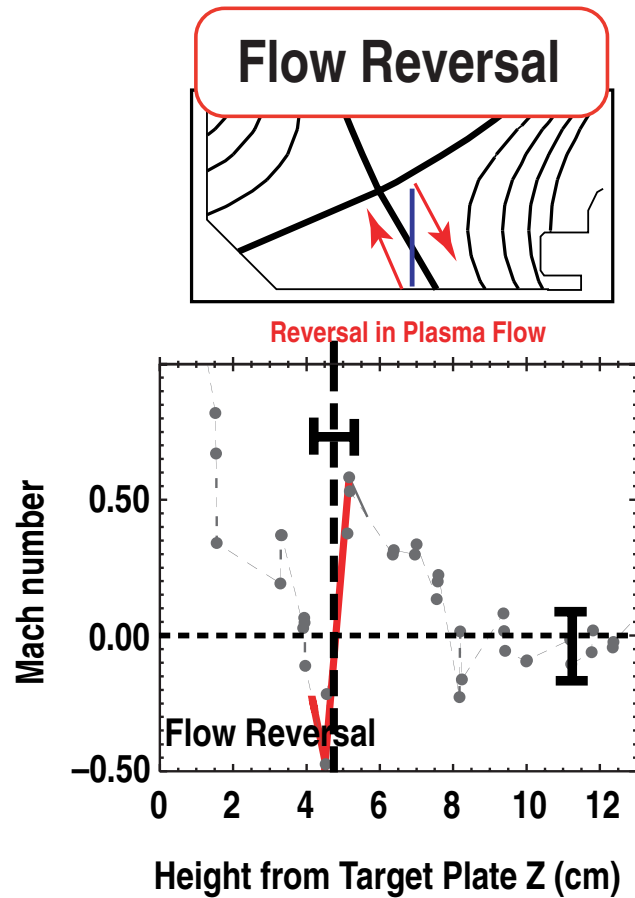 Flow Reversal
Reversal in Plasma Flow
Mach number
0.50
0.00
−0.50
Flow Reversal
0 2 4 6 8 10 12
Height from Target Plate Z (cm)